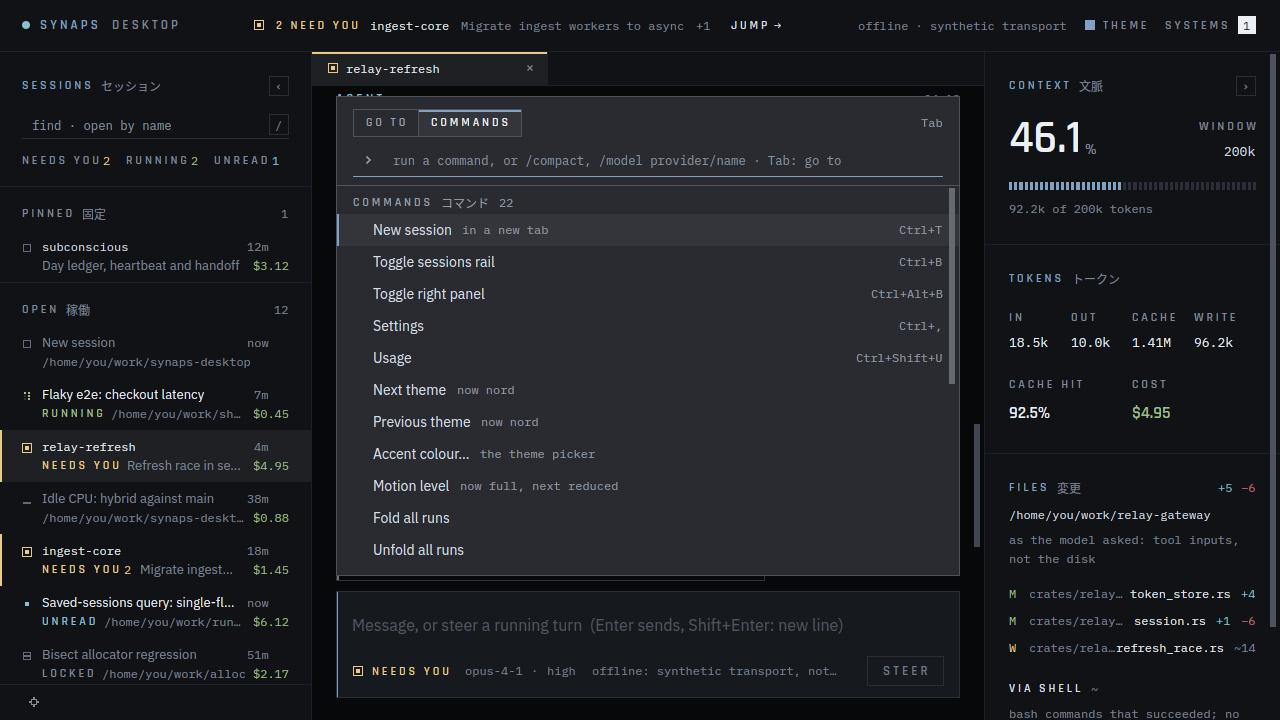 SYNAPS DESKTOP
2 NEED YOU ingest-core Migrate ingest workers to async +1 JUMP →
offline · synthetic transport THEME SYSTEMS 1
SESSIONS セッション ‹
find · open by name /
NEEDS YOU 2 RUNNING 2 UNREAD 1
PINNED 固定 1
subconscious 12m
Day ledger, heartbeat and handoff $3.12
OPEN 稼働 12
New session now
/home/you/work/synaps-desktop
Flaky e2e: checkout latency 7m
RUNNING /home/you/work/sh… $0.45
relay-refresh 4m
NEEDS YOU Refresh race in se… $4.95
Idle CPU: hybrid against main 38m
/home/you/work/synaps-deskt… $0.88
ingest-core 18m
NEEDS YOU 2 Migrate ingest… $1.45
Saved-sessions query: single-fl… now
UNREAD /home/you/work/run… $6.12
Bisect allocator regression 51m
LOCKED /home/you/work/alloc $2.17
relay-refresh ×
GO TO COMMANDS Tab
› run a command, or /compact, /model provider/name · Tab: go to
COMMANDS コマンド 22
New session in a new tab Ctrl+T
Toggle sessions rail Ctrl+B
Toggle right panel Ctrl+Alt+B
Settings Ctrl+,
Usage Ctrl+Shift+U
Next theme now nord
Previous theme now nord
Accent colour… the theme picker
Motion level now full, next reduced
Fold all runs
Unfold all runs
Message, or steer a running turn (Enter sends, Shift+Enter: new line)
NEEDS YOU opus-4-1 · high offline: synthetic transport, not… STEER
CONTEXT 文脈 ›
46.1% WINDOW
200k
92.2k of 200k tokens
TOKENS トークン
IN OUT CACHE WRITE
18.5k 10.0k 1.41M 96.2k
CACHE HIT COST
92.5% $4.95
FILES 変更 +5 −6
/home/you/work/relay-gateway
as the model asked: tool inputs,
not the disk
M crates/relay… token_store.rs +4
M crates/relay… session.rs +1 −6
W crates/rela… refresh_race.rs ~14
VIA SHELL ~
bash commands that succeeded; no